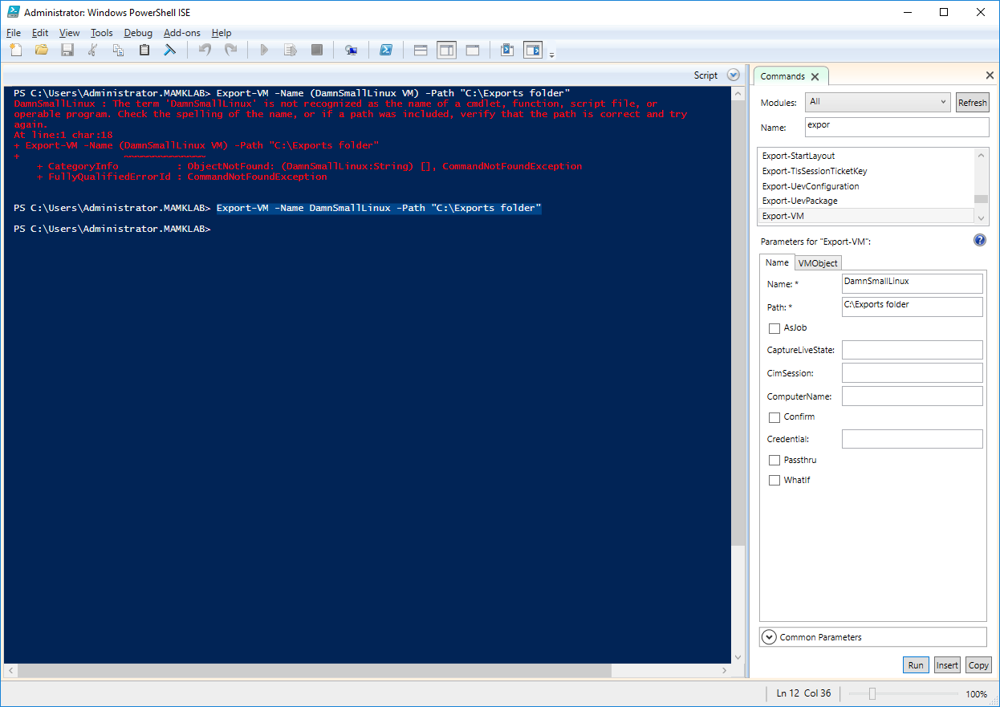 Administrator: Windows PowerShell ISE
File Edit View Tools Debug Add-ons Help
Script
PS C:\Users\Administrator.MAMKLAB> Export-VM -Name (DamnSmallLinux VM) -Path "C:\Exports folder"
DamnSmallLinux : The term 'DamnSmallLinux' is not recognized as the name of a cmdlet, function, script file, or
operable program. Check the spelling of the name, or if a path was included, verify that the path is correct and try
again.
At line:1 char:18
+ Export-VM -Name (DamnSmallLinux VM) -Path "C:\Exports folder"
+                  ~~~~~~~~~~~~~~
    + CategoryInfo          : ObjectNotFound: (DamnSmallLinux:String) [], CommandNotFoundException
    + FullyQualifiedErrorId : CommandNotFoundException
PS C:\Users\Administrator.MAMKLAB> Export-VM -Name DamnSmallLinux -Path "C:\Exports folder"
PS C:\Users\Administrator.MAMKLAB>
Commands
Modules: All Refresh
Name: expor
Export-StartLayout
Export-TlsSessionTicketKey
Export-UevConfiguration
Export-UevPackage
Export-VM
Parameters for "Export-VM":
Name VMObject
Name: * DamnSmallLinux
Path: * C:\Exports folder
AsJob
CaptureLiveState:
CimSession:
ComputerName:
Confirm
Credential:
Passthru
WhatIf
Common Parameters
Run Insert Copy
Ln 12 Col 36 100%